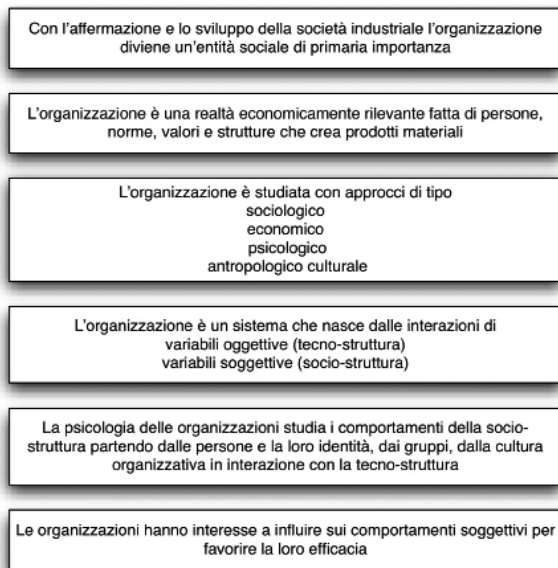 Con l'affermazione e lo sviluppo della società industriale l'organizzazione
diviene un'entità sociale di primaria importanza
L'organizzazione è una realtà economicamente rilevante fatta di persone,
norme, valori e strutture che crea prodotti materiali
L'organizzazione è studiata con approcci di tipo
sociologico
economico
psicologico
antropologico culturale
L'organizzazione è un sistema che nasce dalle interazioni di
variabili oggettive (tecno-struttura)
variabili soggettive (socio-struttura)
La psicologia delle organizzazioni studia i comportamenti della socio-
struttura partendo dalle persone e la loro identità, dai gruppi, dalla cultura
organizzativa in interazione con la tecno-struttura
Le organizzazioni hanno interesse a influire sui comportamenti soggettivi per
favorire la loro efficacia